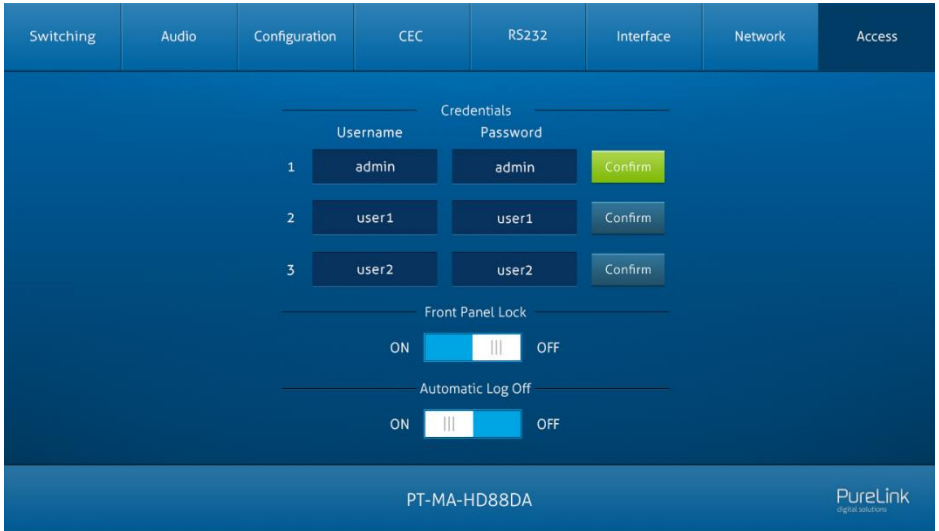 Switching Audio Configuration CEC RS232 Interface Network Access
Credentials
Username Password
1 admin admin Confirm
2 user1 user1 Confirm
3 user2 user2 Confirm
Front Panel Lock
ON OFF
Automatic Log Off
ON OFF
PT-MA-HD88DA
PureLink
digital solutions